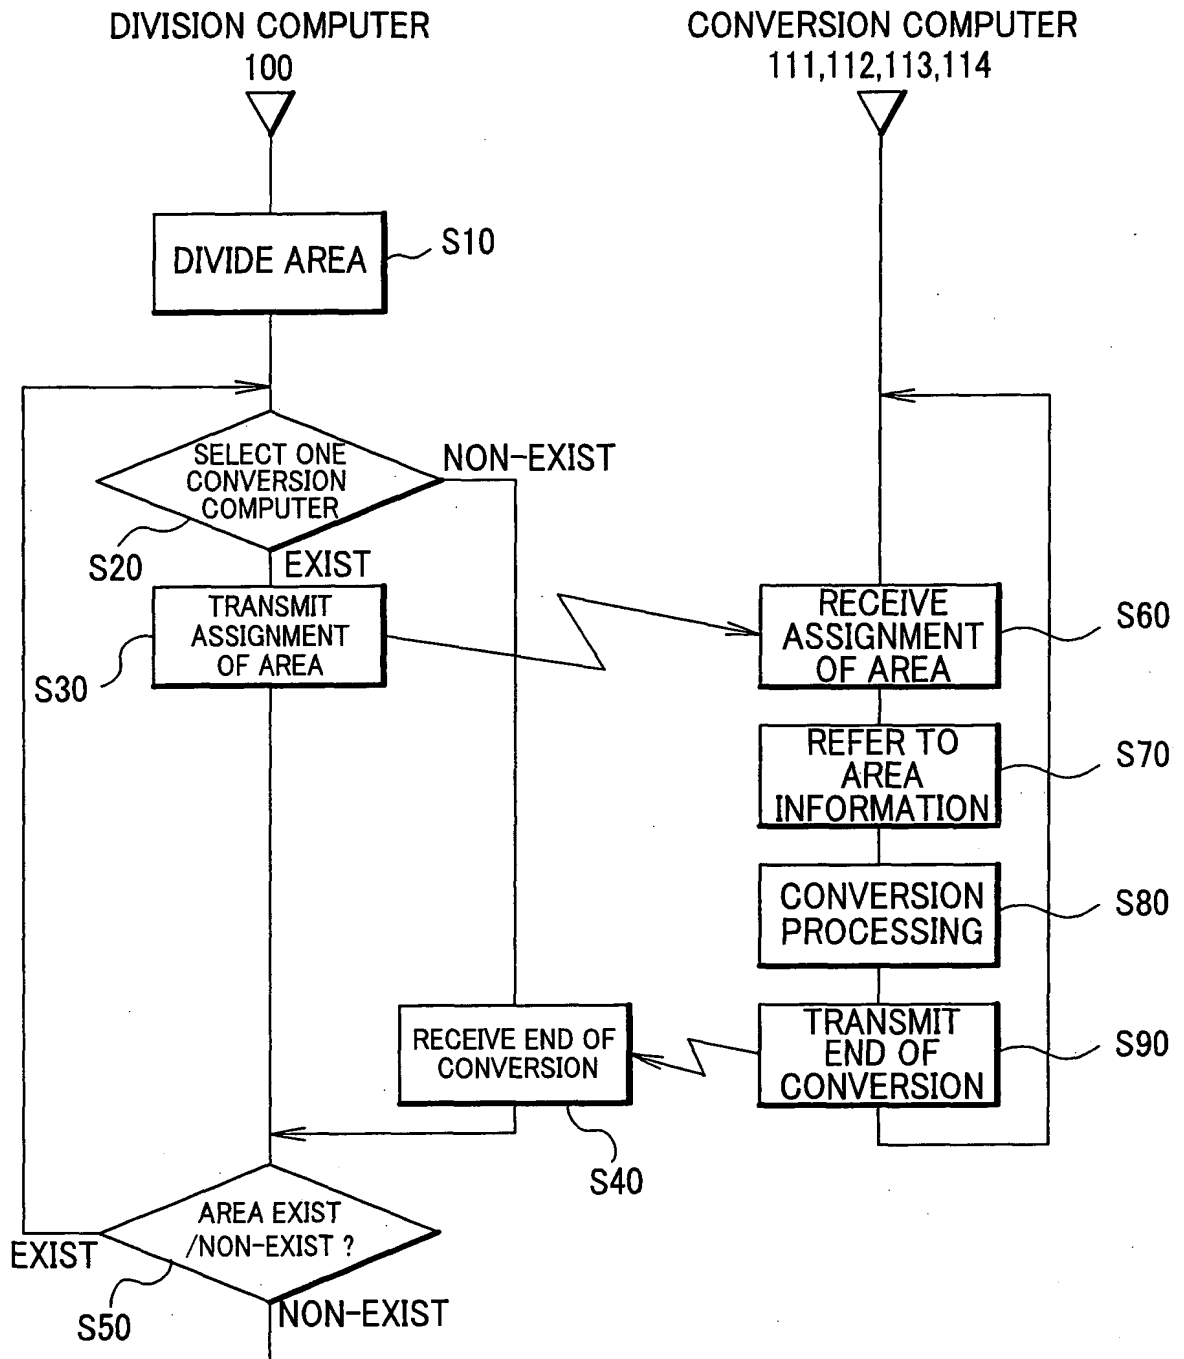 DIVISION COMPUTER
100
CONVERSION COMPUTER
111,112,113,114
DIVIDE AREA
S10
SELECT ONE
CONVERSION
COMPUTER
NON-EXIST
S20
EXIST
TRANSMIT
ASSIGNMENT
OF AREA
S30
RECEIVE
ASSIGNMENT
OF AREA
S60
REFER TO
AREA
INFORMATION
S70
CONVERSION
PROCESSING
S80
RECEIVE END OF
CONVERSION
S40
TRANSMIT
END OF
CONVERSION
S90
AREA EXIST
/NON-EXIST ?
EXIST
S50
NON-EXIST